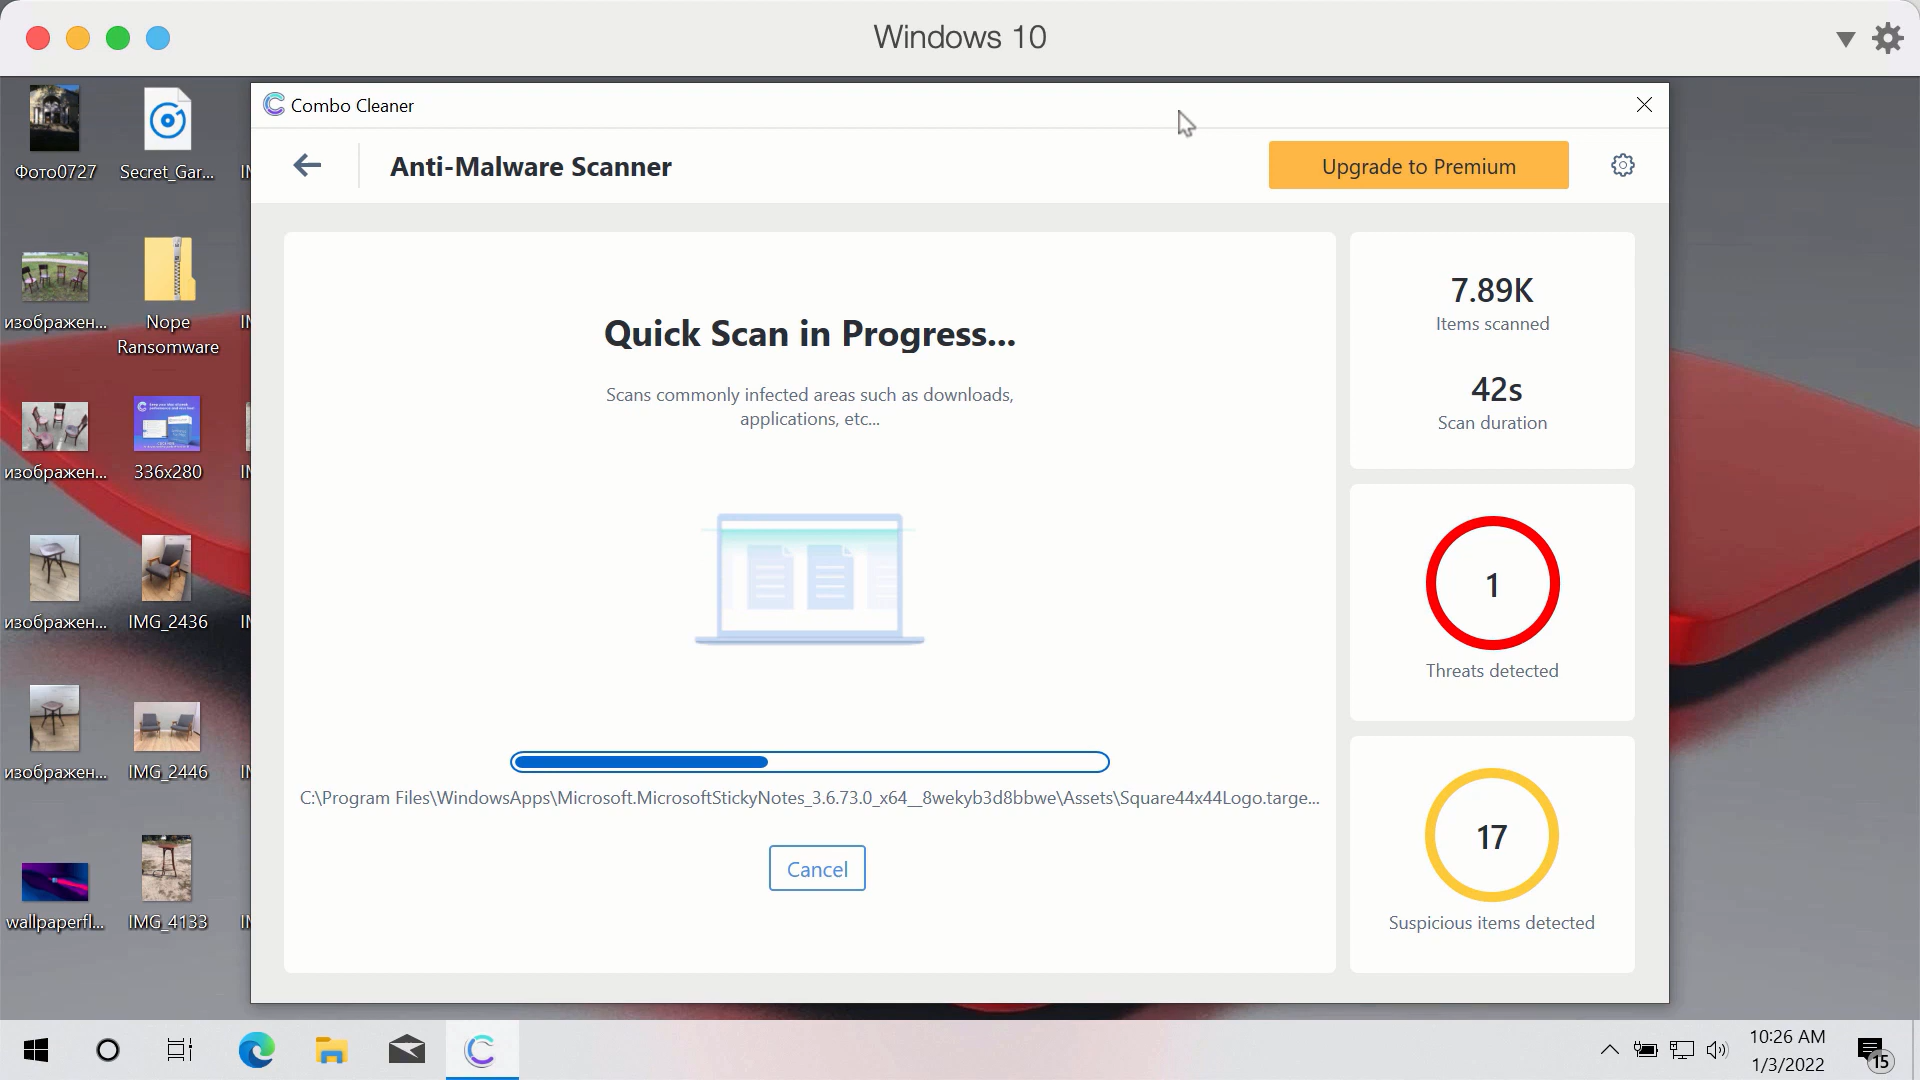 Windows 10
Combo Cleaner
Anti-Malware Scanner
Upgrade to Premium
Quick Scan in Progress...
Scans commonly infected areas such as downloads,
applications, etc...
C:\Program Files\WindowsApps\Microsoft.MicrosoftStickyNotes_3.6.73.0_x64__8wekyb3d8bbwe\Assets\Square44x44Logo.targe...
Cancel
7.89K
Items scanned
42s
Scan duration
1
Threats detected
17
Suspicious items detected
Фото0727
Secret_Gar...
изображен...
Nope
Ransomware
изображен...
336x280
изображен...
IMG_2436
изображен...
IMG_2446
wallpaperfl...
IMG_4133
10:26 AM
1/3/2022
15